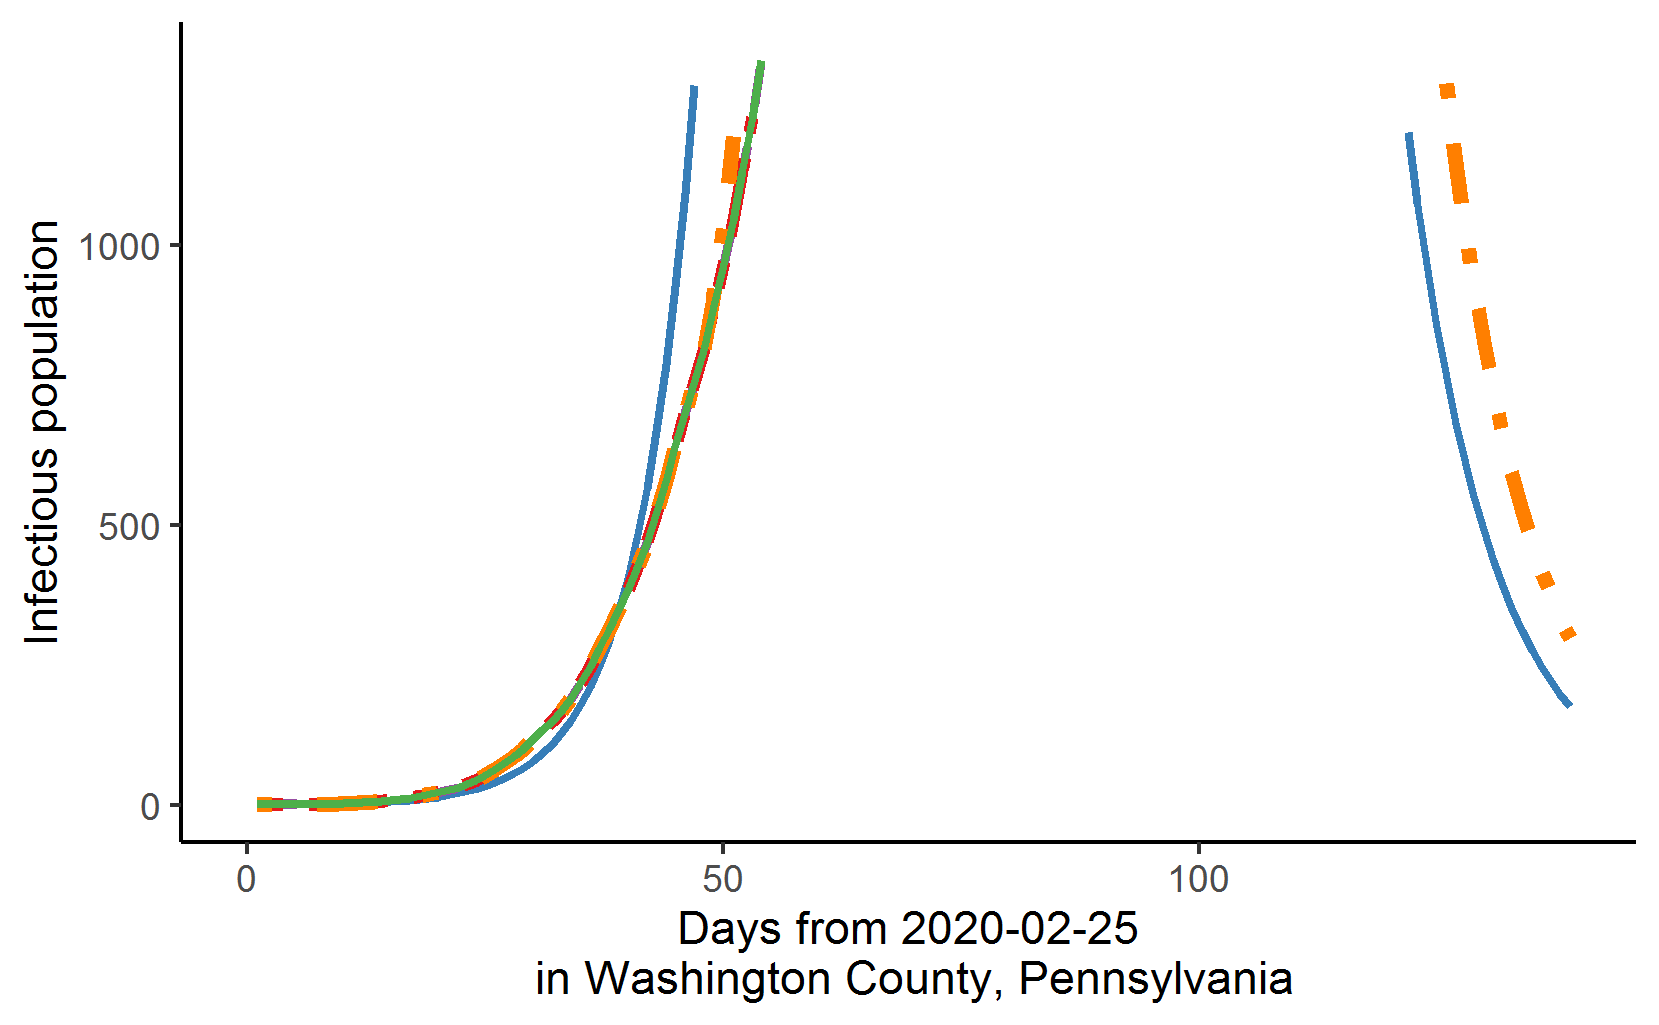 Infectious population
1000
500
0
0 50 100
Days from 2020-02-25
in Washington County, Pennsylvania